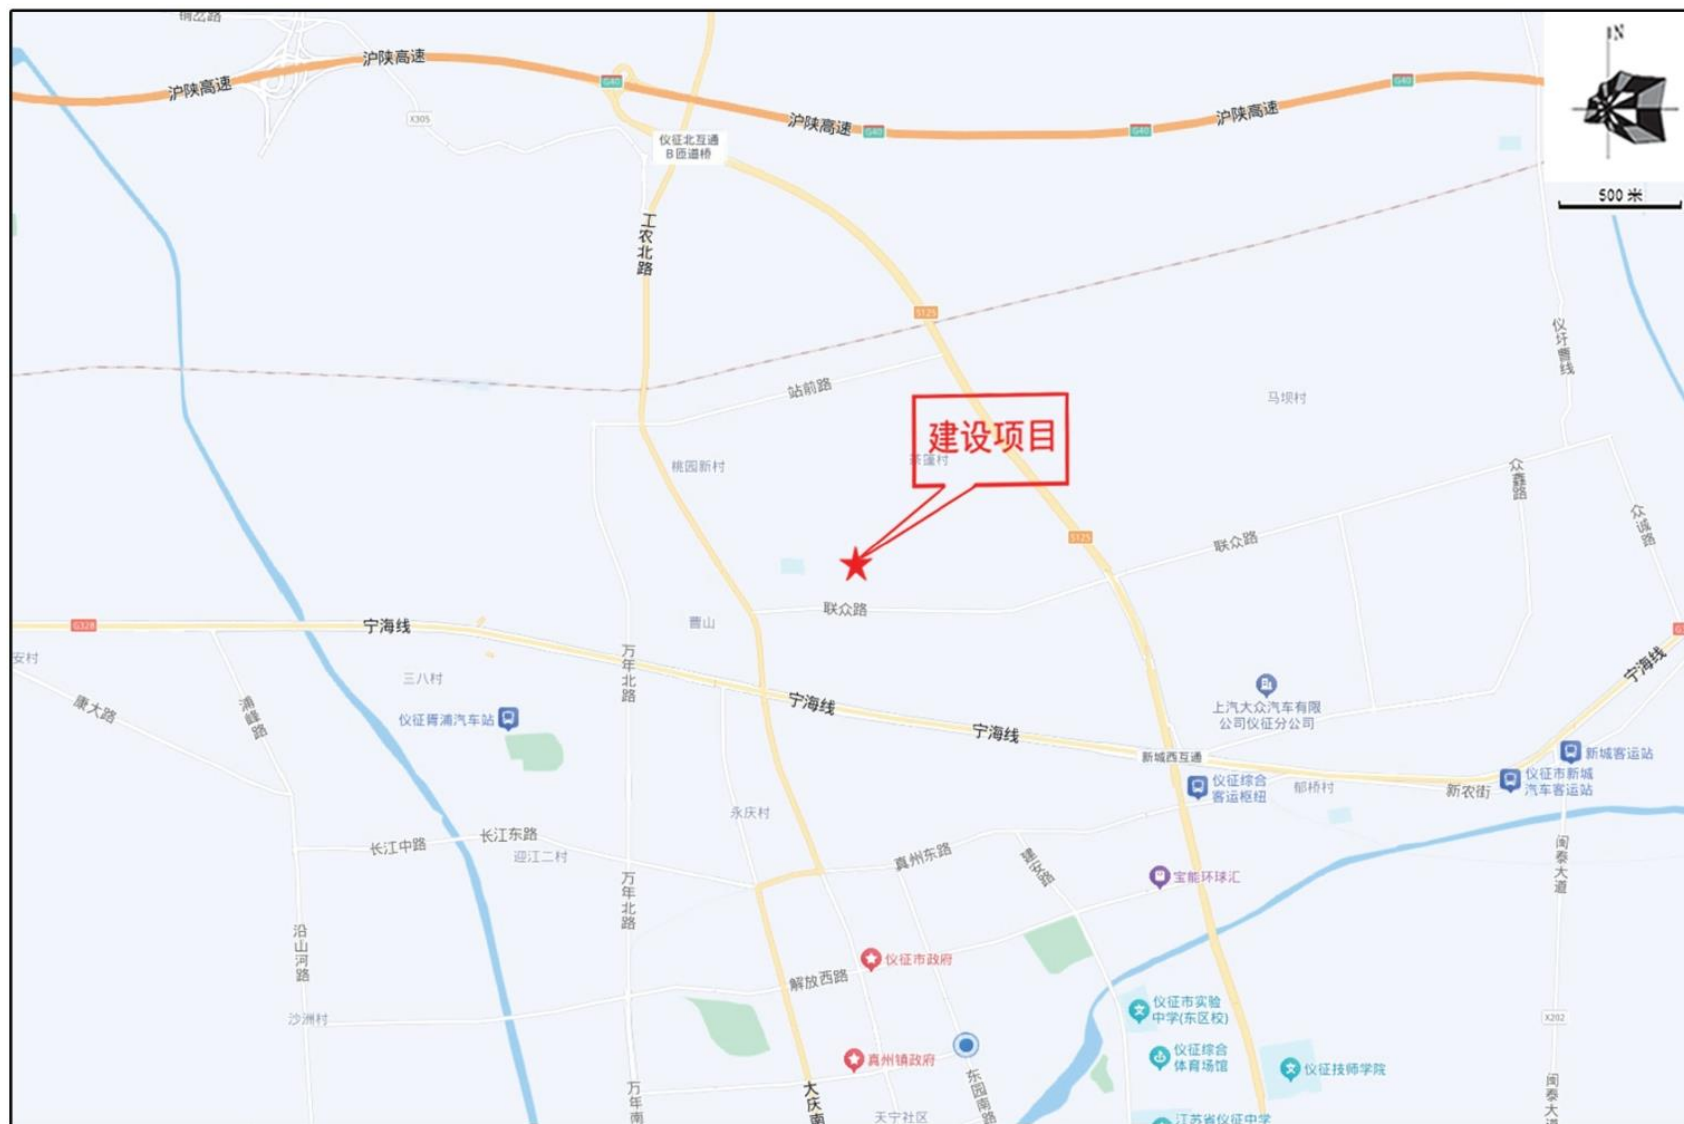 沪陕高速
沪陕高速
G40
G40
沪陕高速
G40
G40
沪陕高速
N
500 米
X305
仪征北互通
B匝道桥
工农北路
S125
仪圩曹线
站前路
马坝村
建设项目
桃园新村
众鑫路
众诚路
S125
联众路
联众路
曹山
G328
宁海线
安村
万年北路
三八村
康大路
浦峰路
仪征胥浦汽车站
宁海线
宁海线
宁海线
上汽大众汽车有限
公司仪征分公司
新城西互通
新城客运站
仪征综合
客运枢纽
郁桥村
新农街
仪征市新城
汽车客运站
永庆村
长江中路
长江东路
迎江二村
真州东路
建安路
闽泰大道
万年北路
宝能环球汇
沿山河路
仪征市政府
解放西路
沙洲村
仪征市实验
中学(东区校)
X202
真州镇政府
仪征综合
体育场馆
仪征技师学院
万年南
大庆南
东园南路
闽泰大道
天宁社区
江苏省仪征中学